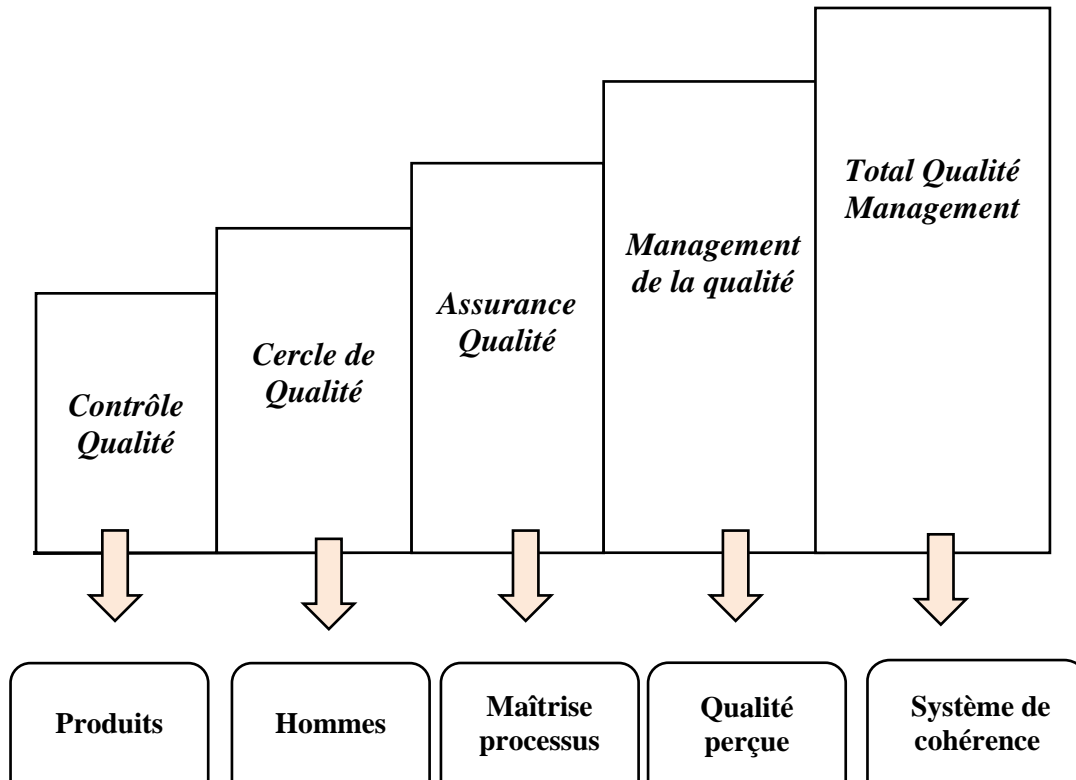 Total Qualité
Management
Management
de la qualité
Assurance
Qualité
Cercle de
Qualité
Contrôle
Qualité
Produits
Hommes
Maîtrise
processus
Qualité
perçue
Système de
cohérence